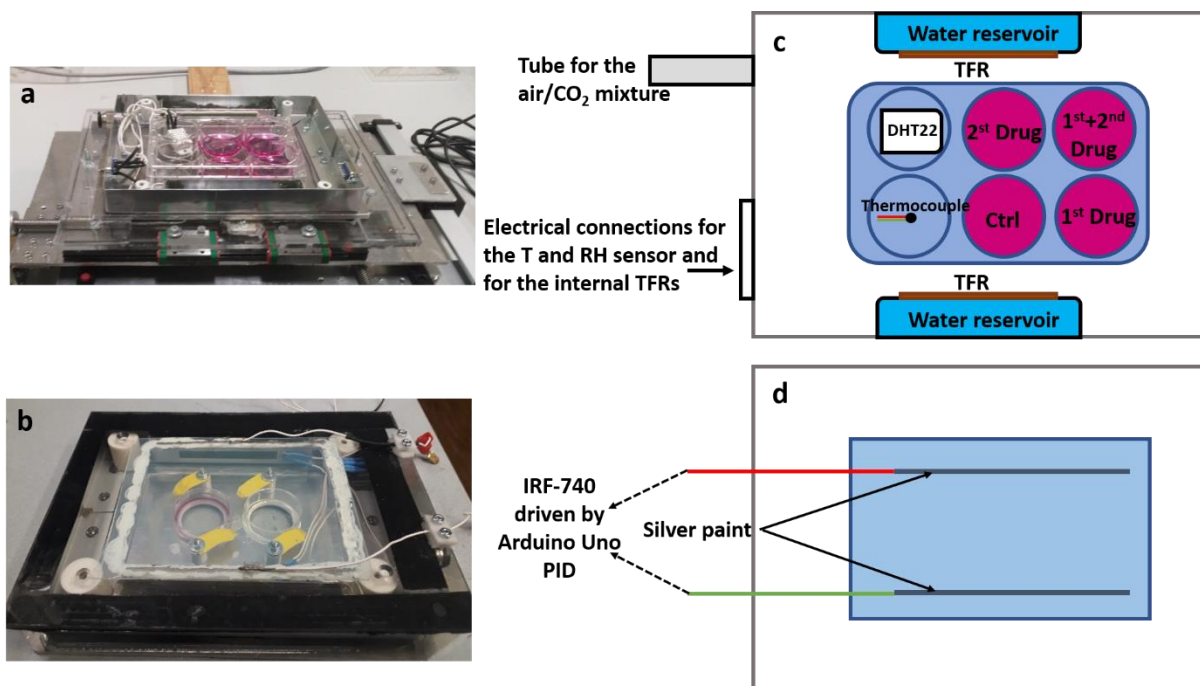 a
b
c
Water reservoir
TFR
Tube for the
air/CO₂ mixture
DHT22
2ˢᵗ Drug
1ˢᵗ+2ⁿᵈ
Drug
Thermocouple
Ctrl
1ˢᵗ Drug
Electrical connections for
the T and RH sensor and
for the internal TFRs
TFR
Water reservoir
d
IRF-740
driven by
Arduino Uno
PID
Silver paint